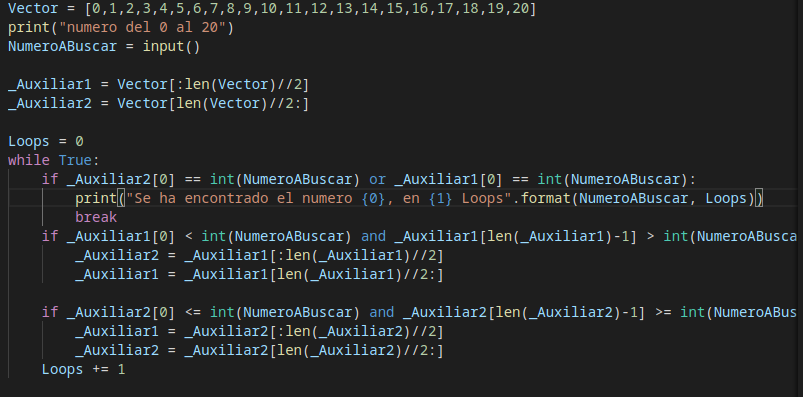 Vector = [0,1,2,3,4,5,6,7,8,9,10,11,12,13,14,15,16,17,18,19,20]
print("numero del 0 al 20")
NumeroABuscar = input()
_Auxiliar1 = Vector[:len(Vector)//2]
_Auxiliar2 = Vector[len(Vector)//2:]
Loops = 0
while True:
    if _Auxiliar2[0] == int(NumeroABuscar) or _Auxiliar1[0] == int(NumeroABuscar):
        print("Se ha encontrado el numero {0}, en {1} Loops".format(NumeroABuscar, Loops))
        break
    if _Auxiliar1[0] < int(NumeroABuscar) and _Auxiliar1[len(_Auxiliar1)-1] > int(NumeroABusca
        _Auxiliar2 = _Auxiliar1[:len(_Auxiliar1)//2]
        _Auxiliar1 = _Auxiliar1[len(_Auxiliar1)//2:]
    if _Auxiliar2[0] <= int(NumeroABuscar) and _Auxiliar2[len(_Auxiliar2)-1] >= int(NumeroABus
        _Auxiliar1 = _Auxiliar2[:len(_Auxiliar2)//2]
        _Auxiliar2 = _Auxiliar2[len(_Auxiliar2)//2:]
    Loops += 1